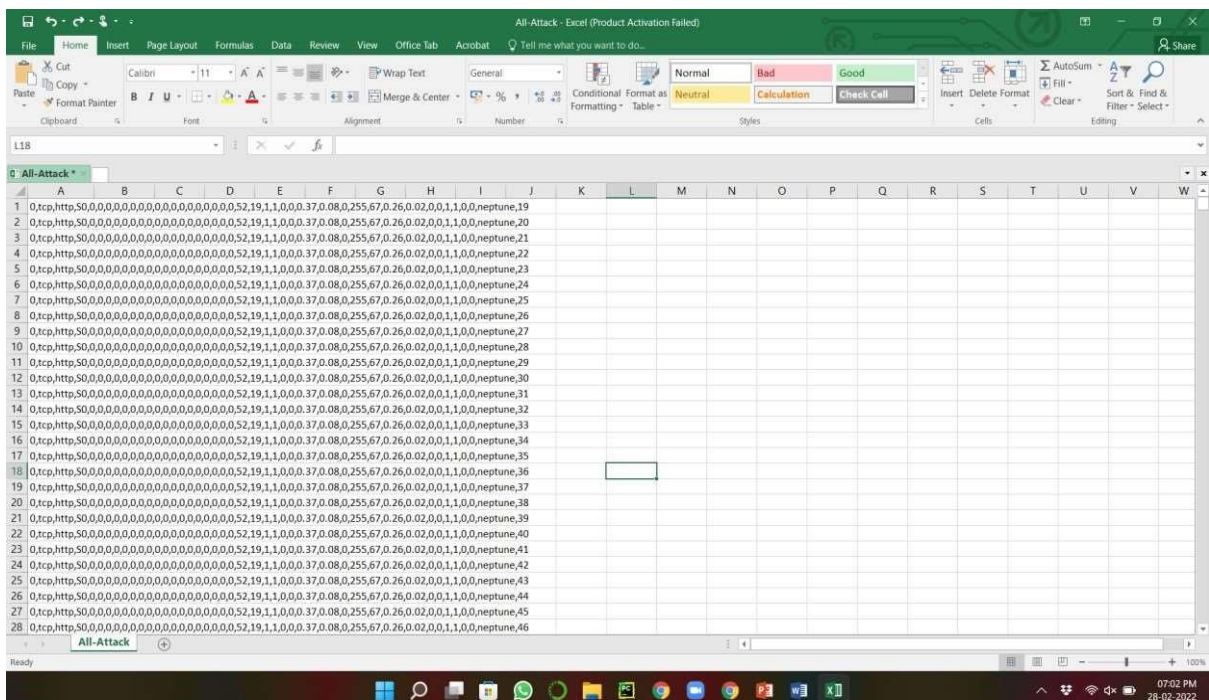 All-Attack - Excel (Product Activation Failed)
File Home Insert Page Layout Formulas Data Review View Office Tab Acrobat Tell me what you want to do... Share
Paste Cut Copy Format Painter Clipboard
Calibri 11 A A B I U A Font
Wrap Text Merge & Center Alignment
General % , Number
Conditional Formatting Format as Table
Normal Bad Good
Neutral Calculation Check Cell
Styles
Insert Delete Format Cells
AutoSum Fill Clear Sort & Filter Find & Select Editing
L18 fx
All-Attack *
A B C D E F G H I J K L M N O P Q R S T U V W
1 0,tcp,http,S0,0,0,0,0,0,0,0,0,0,0,0,0,0,0,0,0,0,0,52,19,1,1,0,0,0.37,0.08,0,255,67,0.26,0.02,0,0,1,1,0,0,neptune,19
2 0,tcp,http,S0,0,0,0,0,0,0,0,0,0,0,0,0,0,0,0,0,0,0,52,19,1,1,0,0,0.37,0.08,0,255,67,0.26,0.02,0,0,1,1,0,0,neptune,20
3 0,tcp,http,S0,0,0,0,0,0,0,0,0,0,0,0,0,0,0,0,0,0,0,52,19,1,1,0,0,0.37,0.08,0,255,67,0.26,0.02,0,0,1,1,0,0,neptune,21
4 0,tcp,http,S0,0,0,0,0,0,0,0,0,0,0,0,0,0,0,0,0,0,0,52,19,1,1,0,0,0.37,0.08,0,255,67,0.26,0.02,0,0,1,1,0,0,neptune,22
5 0,tcp,http,S0,0,0,0,0,0,0,0,0,0,0,0,0,0,0,0,0,0,0,52,19,1,1,0,0,0.37,0.08,0,255,67,0.26,0.02,0,0,1,1,0,0,neptune,23
6 0,tcp,http,S0,0,0,0,0,0,0,0,0,0,0,0,0,0,0,0,0,0,0,52,19,1,1,0,0,0.37,0.08,0,255,67,0.26,0.02,0,0,1,1,0,0,neptune,24
7 0,tcp,http,S0,0,0,0,0,0,0,0,0,0,0,0,0,0,0,0,0,0,0,52,19,1,1,0,0,0.37,0.08,0,255,67,0.26,0.02,0,0,1,1,0,0,neptune,25
8 0,tcp,http,S0,0,0,0,0,0,0,0,0,0,0,0,0,0,0,0,0,0,0,52,19,1,1,0,0,0.37,0.08,0,255,67,0.26,0.02,0,0,1,1,0,0,neptune,26
9 0,tcp,http,S0,0,0,0,0,0,0,0,0,0,0,0,0,0,0,0,0,0,0,52,19,1,1,0,0,0.37,0.08,0,255,67,0.26,0.02,0,0,1,1,0,0,neptune,27
10 0,tcp,http,S0,0,0,0,0,0,0,0,0,0,0,0,0,0,0,0,0,0,0,52,19,1,1,0,0,0.37,0.08,0,255,67,0.26,0.02,0,0,1,1,0,0,neptune,28
11 0,tcp,http,S0,0,0,0,0,0,0,0,0,0,0,0,0,0,0,0,0,0,0,52,19,1,1,0,0,0.37,0.08,0,255,67,0.26,0.02,0,0,1,1,0,0,neptune,29
12 0,tcp,http,S0,0,0,0,0,0,0,0,0,0,0,0,0,0,0,0,0,0,0,52,19,1,1,0,0,0.37,0.08,0,255,67,0.26,0.02,0,0,1,1,0,0,neptune,30
13 0,tcp,http,S0,0,0,0,0,0,0,0,0,0,0,0,0,0,0,0,0,0,0,52,19,1,1,0,0,0.37,0.08,0,255,67,0.26,0.02,0,0,1,1,0,0,neptune,31
14 0,tcp,http,S0,0,0,0,0,0,0,0,0,0,0,0,0,0,0,0,0,0,0,52,19,1,1,0,0,0.37,0.08,0,255,67,0.26,0.02,0,0,1,1,0,0,neptune,32
15 0,tcp,http,S0,0,0,0,0,0,0,0,0,0,0,0,0,0,0,0,0,0,0,52,19,1,1,0,0,0.37,0.08,0,255,67,0.26,0.02,0,0,1,1,0,0,neptune,33
16 0,tcp,http,S0,0,0,0,0,0,0,0,0,0,0,0,0,0,0,0,0,0,0,52,19,1,1,0,0,0.37,0.08,0,255,67,0.26,0.02,0,0,1,1,0,0,neptune,34
17 0,tcp,http,S0,0,0,0,0,0,0,0,0,0,0,0,0,0,0,0,0,0,0,52,19,1,1,0,0,0.37,0.08,0,255,67,0.26,0.02,0,0,1,1,0,0,neptune,35
18 0,tcp,http,S0,0,0,0,0,0,0,0,0,0,0,0,0,0,0,0,0,0,0,52,19,1,1,0,0,0.37,0.08,0,255,67,0.26,0.02,0,0,1,1,0,0,neptune,36
19 0,tcp,http,S0,0,0,0,0,0,0,0,0,0,0,0,0,0,0,0,0,0,0,52,19,1,1,0,0,0.37,0.08,0,255,67,0.26,0.02,0,0,1,1,0,0,neptune,37
20 0,tcp,http,S0,0,0,0,0,0,0,0,0,0,0,0,0,0,0,0,0,0,0,52,19,1,1,0,0,0.37,0.08,0,255,67,0.26,0.02,0,0,1,1,0,0,neptune,38
21 0,tcp,http,S0,0,0,0,0,0,0,0,0,0,0,0,0,0,0,0,0,0,0,52,19,1,1,0,0,0.37,0.08,0,255,67,0.26,0.02,0,0,1,1,0,0,neptune,39
22 0,tcp,http,S0,0,0,0,0,0,0,0,0,0,0,0,0,0,0,0,0,0,0,52,19,1,1,0,0,0.37,0.08,0,255,67,0.26,0.02,0,0,1,1,0,0,neptune,40
23 0,tcp,http,S0,0,0,0,0,0,0,0,0,0,0,0,0,0,0,0,0,0,0,52,19,1,1,0,0,0.37,0.08,0,255,67,0.26,0.02,0,0,1,1,0,0,neptune,41
24 0,tcp,http,S0,0,0,0,0,0,0,0,0,0,0,0,0,0,0,0,0,0,0,52,19,1,1,0,0,0.37,0.08,0,255,67,0.26,0.02,0,0,1,1,0,0,neptune,42
25 0,tcp,http,S0,0,0,0,0,0,0,0,0,0,0,0,0,0,0,0,0,0,0,52,19,1,1,0,0,0.37,0.08,0,255,67,0.26,0.02,0,0,1,1,0,0,neptune,43
26 0,tcp,http,S0,0,0,0,0,0,0,0,0,0,0,0,0,0,0,0,0,0,0,52,19,1,1,0,0,0.37,0.08,0,255,67,0.26,0.02,0,0,1,1,0,0,neptune,44
27 0,tcp,http,S0,0,0,0,0,0,0,0,0,0,0,0,0,0,0,0,0,0,0,52,19,1,1,0,0,0.37,0.08,0,255,67,0.26,0.02,0,0,1,1,0,0,neptune,45
28 0,tcp,http,S0,0,0,0,0,0,0,0,0,0,0,0,0,0,0,0,0,0,0,52,19,1,1,0,0,0.37,0.08,0,255,67,0.26,0.02,0,0,1,1,0,0,neptune,46
All-Attack
Ready 100%
07:02 PM
28-02-2022